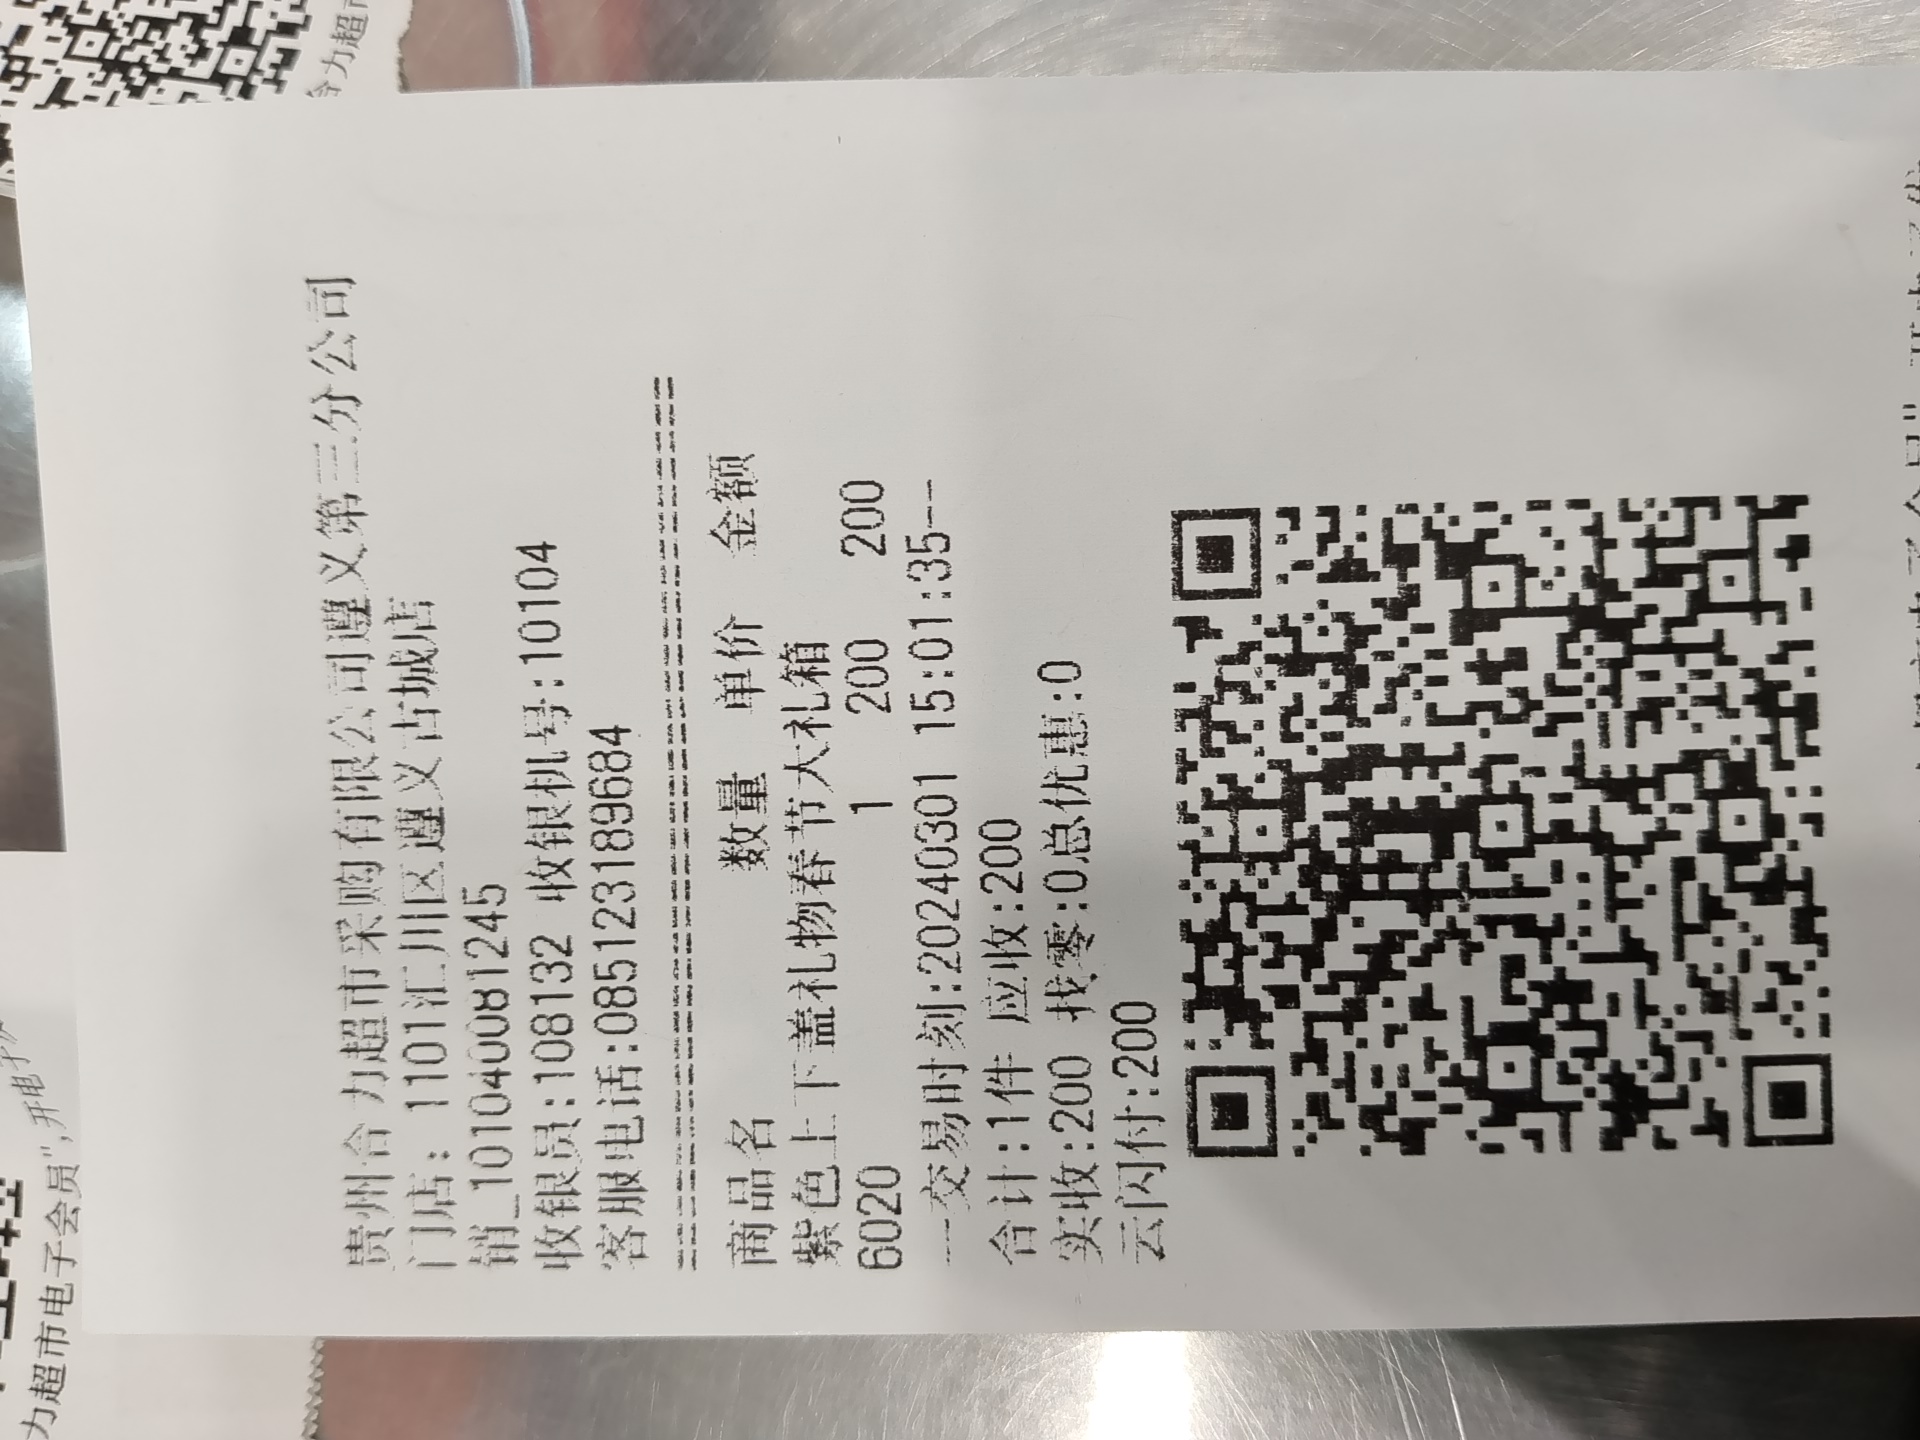 贵州合力超市采购有限公司遵义第三分公司
门店: 1101汇川区遵义古城店
销_101040081245
收银员:108132 收银机号:10104
客服电话:085123189684
商品名 数量 单价 金额
紫色上下盖礼物春节大礼箱
6020 1 200 200
--交易时刻:20240301 15:01:35--
合计:1件 应收:200
实收:200 找零:0总优惠:0
云闪付:200
力超市电子会员",开电子发
合力超市